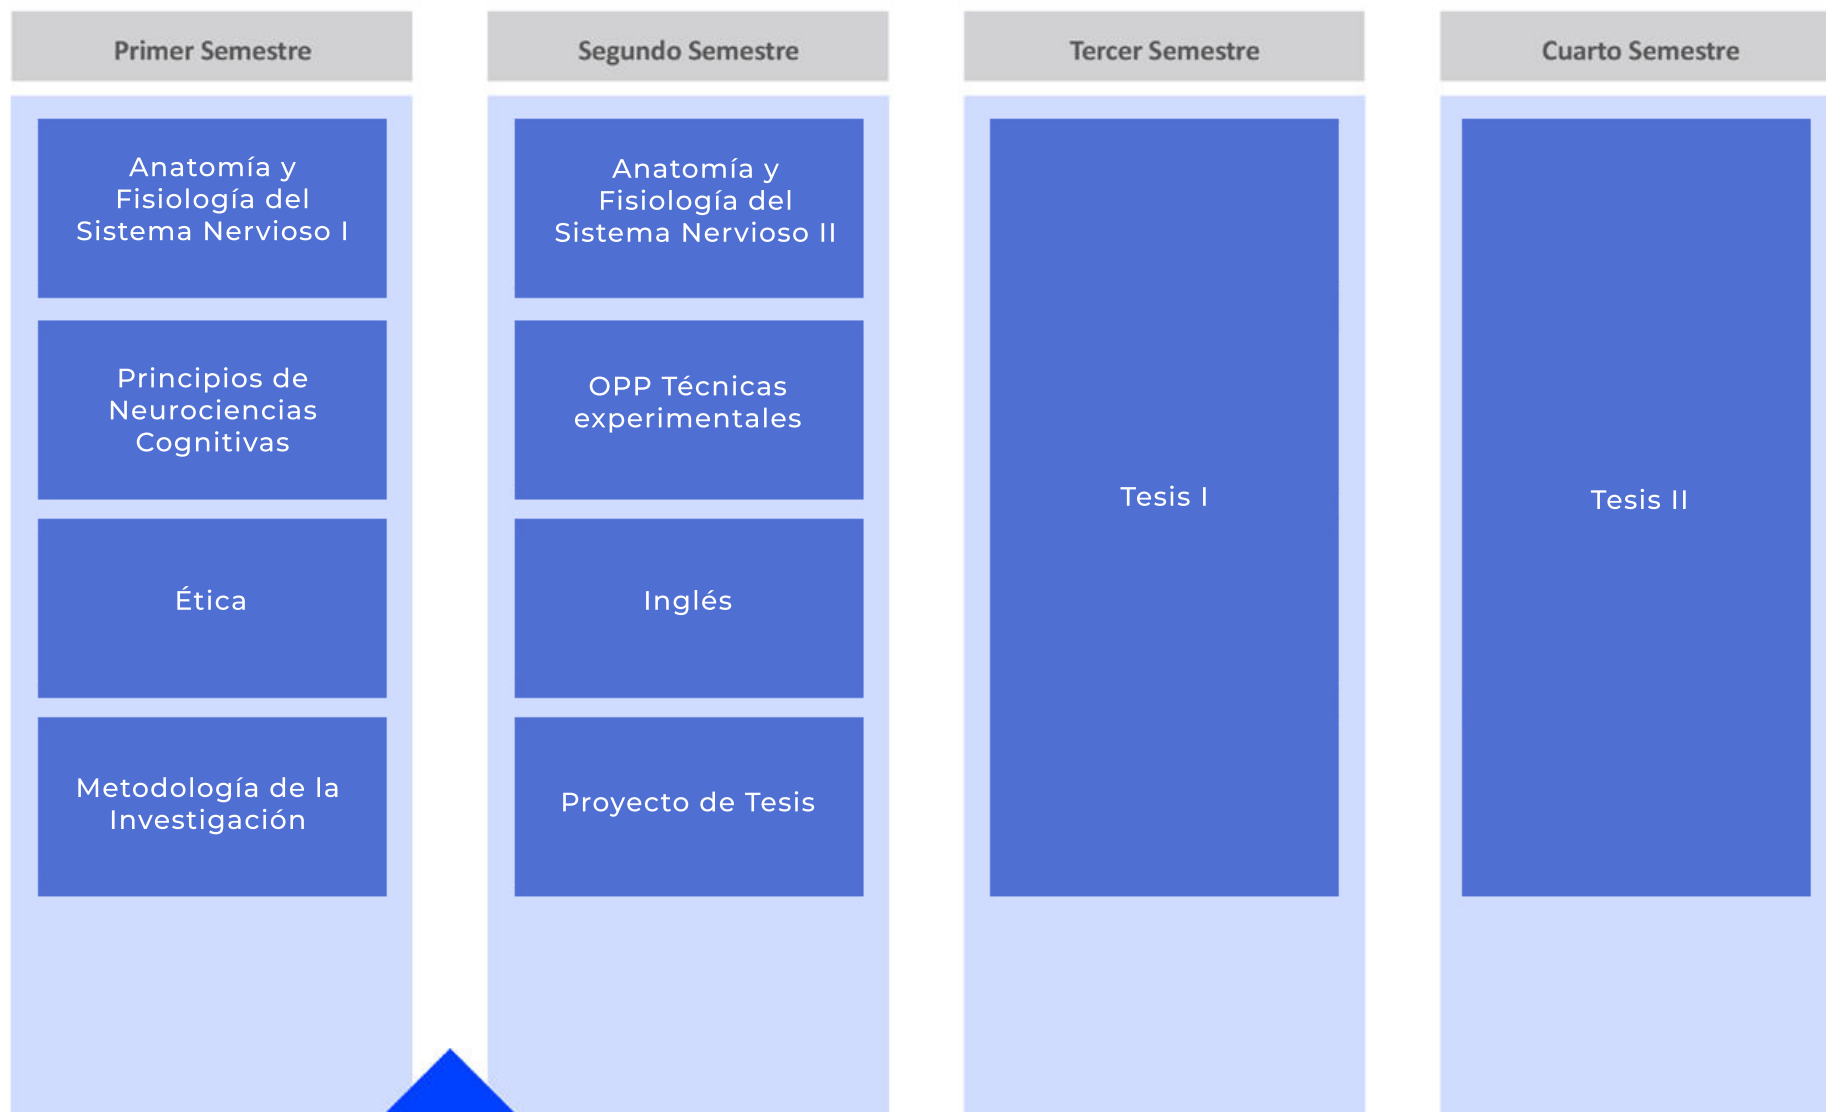 Primer Semestre
Anatomía y
Fisiología del
Sistema Nervioso I
Principios de
Neurociencias
Cognitivas
Ética
Metodología de la
Investigación
Segundo Semestre
Anatomía y
Fisiología del
Sistema Nervioso II
OPP Técnicas
experimentales
Inglés
Proyecto de Tesis
Tercer Semestre
Tesis I
Cuarto Semestre
Tesis II